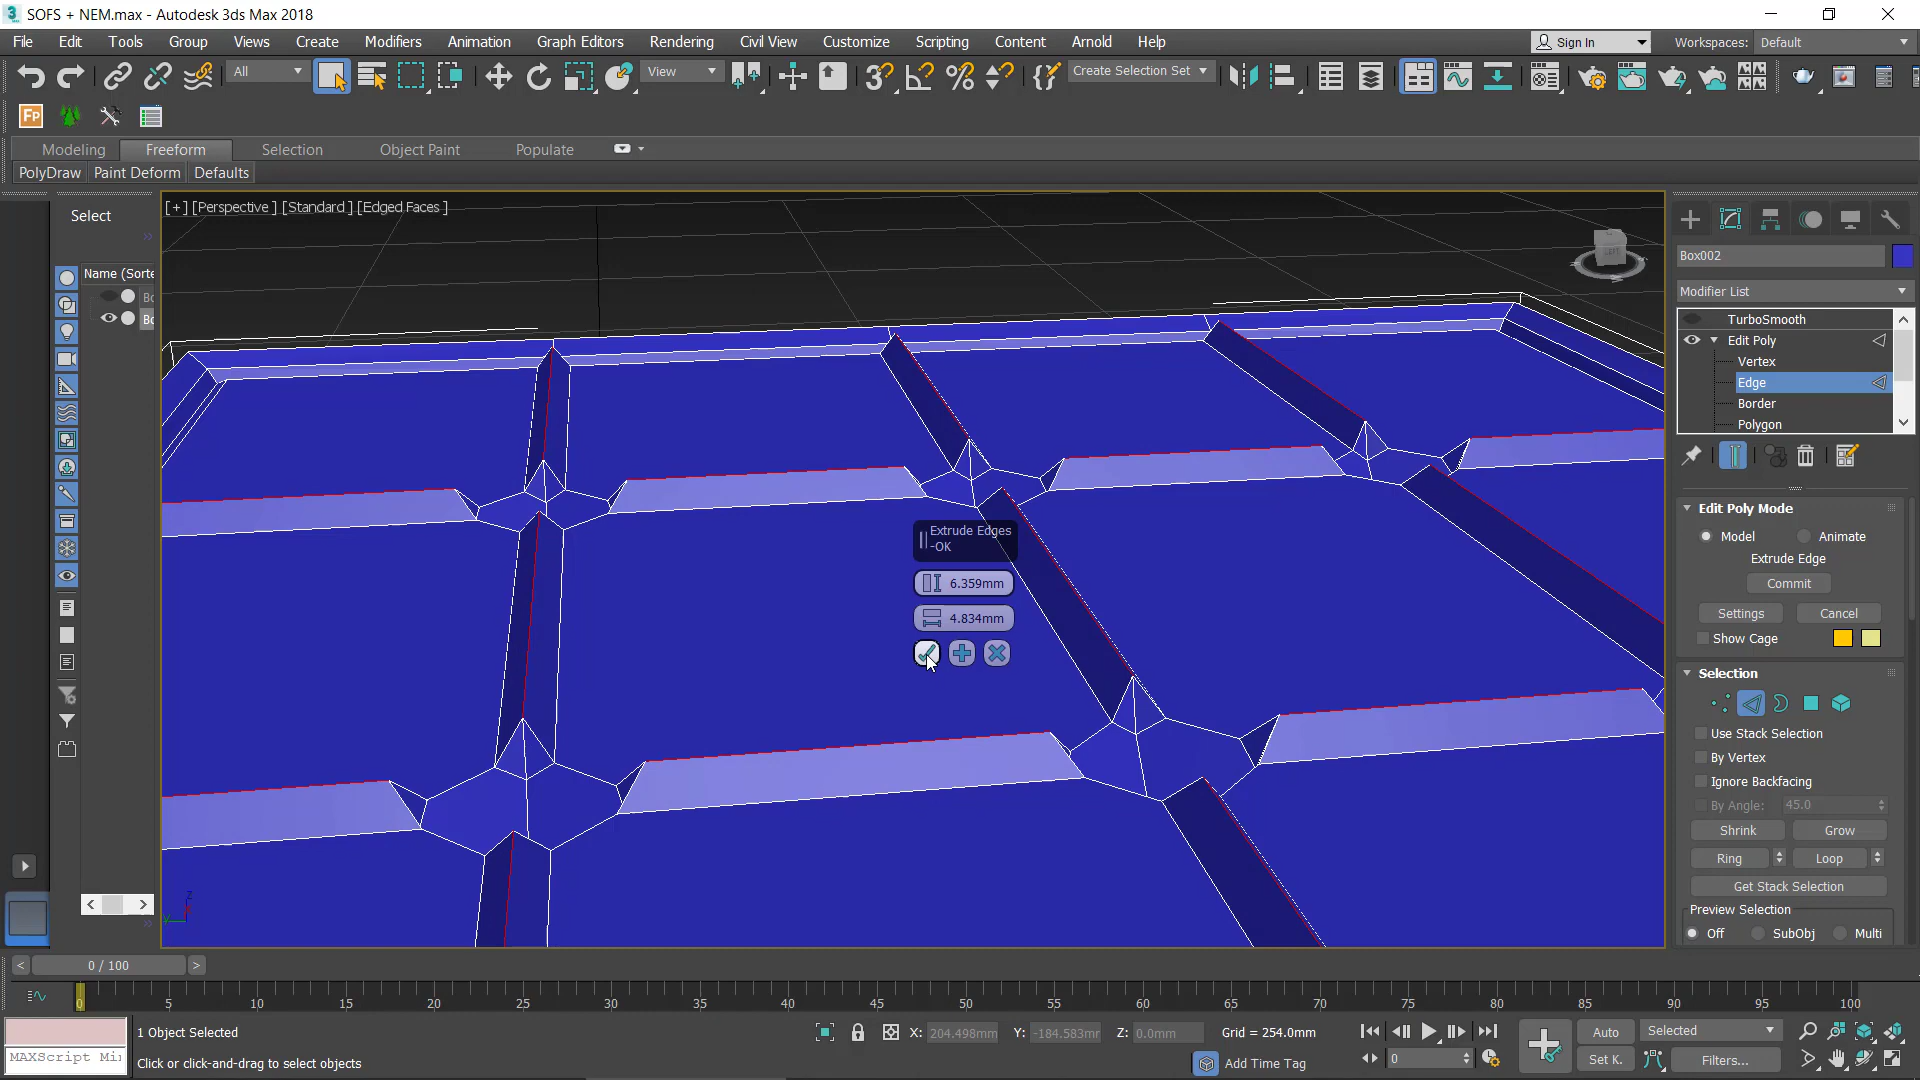 SOFS + NEM.max - Autodesk 3ds Max 2018
File Edit Tools Group Views Create Modifiers Animation Graph Editors Rendering Civil View Customize Scripting Content Arnold Help
Sign In
Workspaces: Default
All
View
Create Selection Set
Modeling Freeform Selection Object Paint Populate
PolyDraw Paint Deform Defaults
Select
Name (Sorte
Bo
Bo
[+] [Perspective ] [Standard ] [Edged Faces ]
Extrude Edges
-OK
6.359mm
4.834mm
Box002
Modifier List
TurboSmooth
Edit Poly
Vertex
Edge
Border
Polygon
Edit Poly Mode
Model Animate
Extrude Edge
Commit
Settings Cancel
Show Cage
Selection
Use Stack Selection
By Vertex
Ignore Backfacing
By Angle: 45.0
Shrink Grow
Ring Loop
Get Stack Selection
Preview Selection
Off SubObj Multi
z
y
< 0 / 100 >
0 5 10 15 20 25 30 35 40 45 50 55 60 65 70 75 80 85 90 95 100
1 Object Selected
X: 204.498mm Y: -184.583mm Z: 0.0mm Grid = 254.0mm
Auto Selected
MAXScript Mi
Click or click-and-drag to select objects
Add Time Tag
0
Set K. Filters...